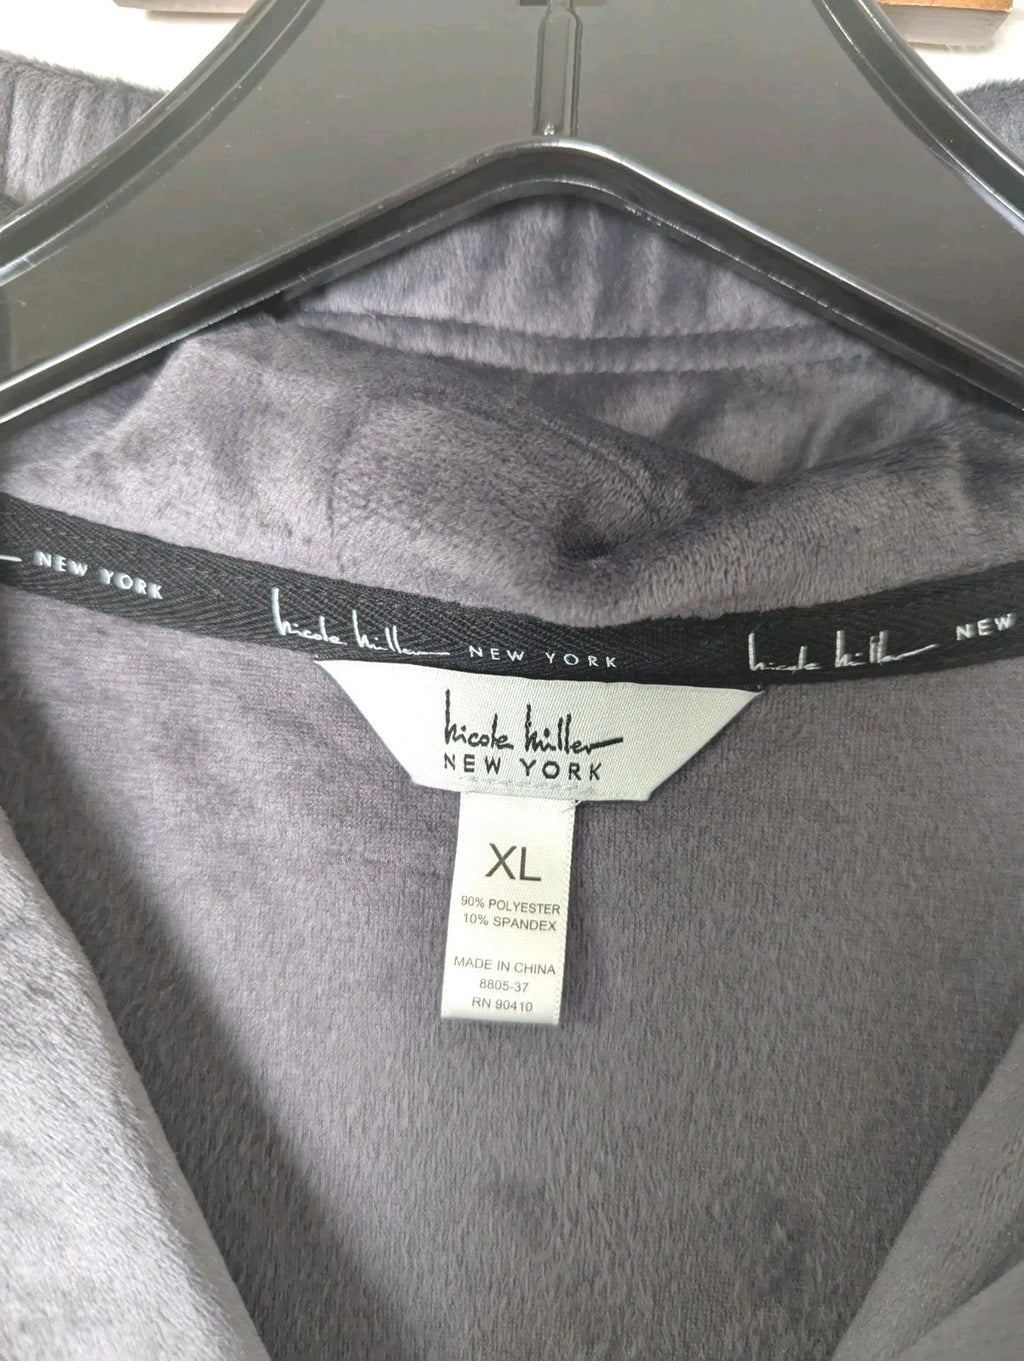 NEW YORK
nicole miller NEW YORK
nicole miller NEW
nicole miller
NEW YORK
XL
90% POLYESTER
10% SPANDEX
MADE IN CHINA
8805-37
RN 90410